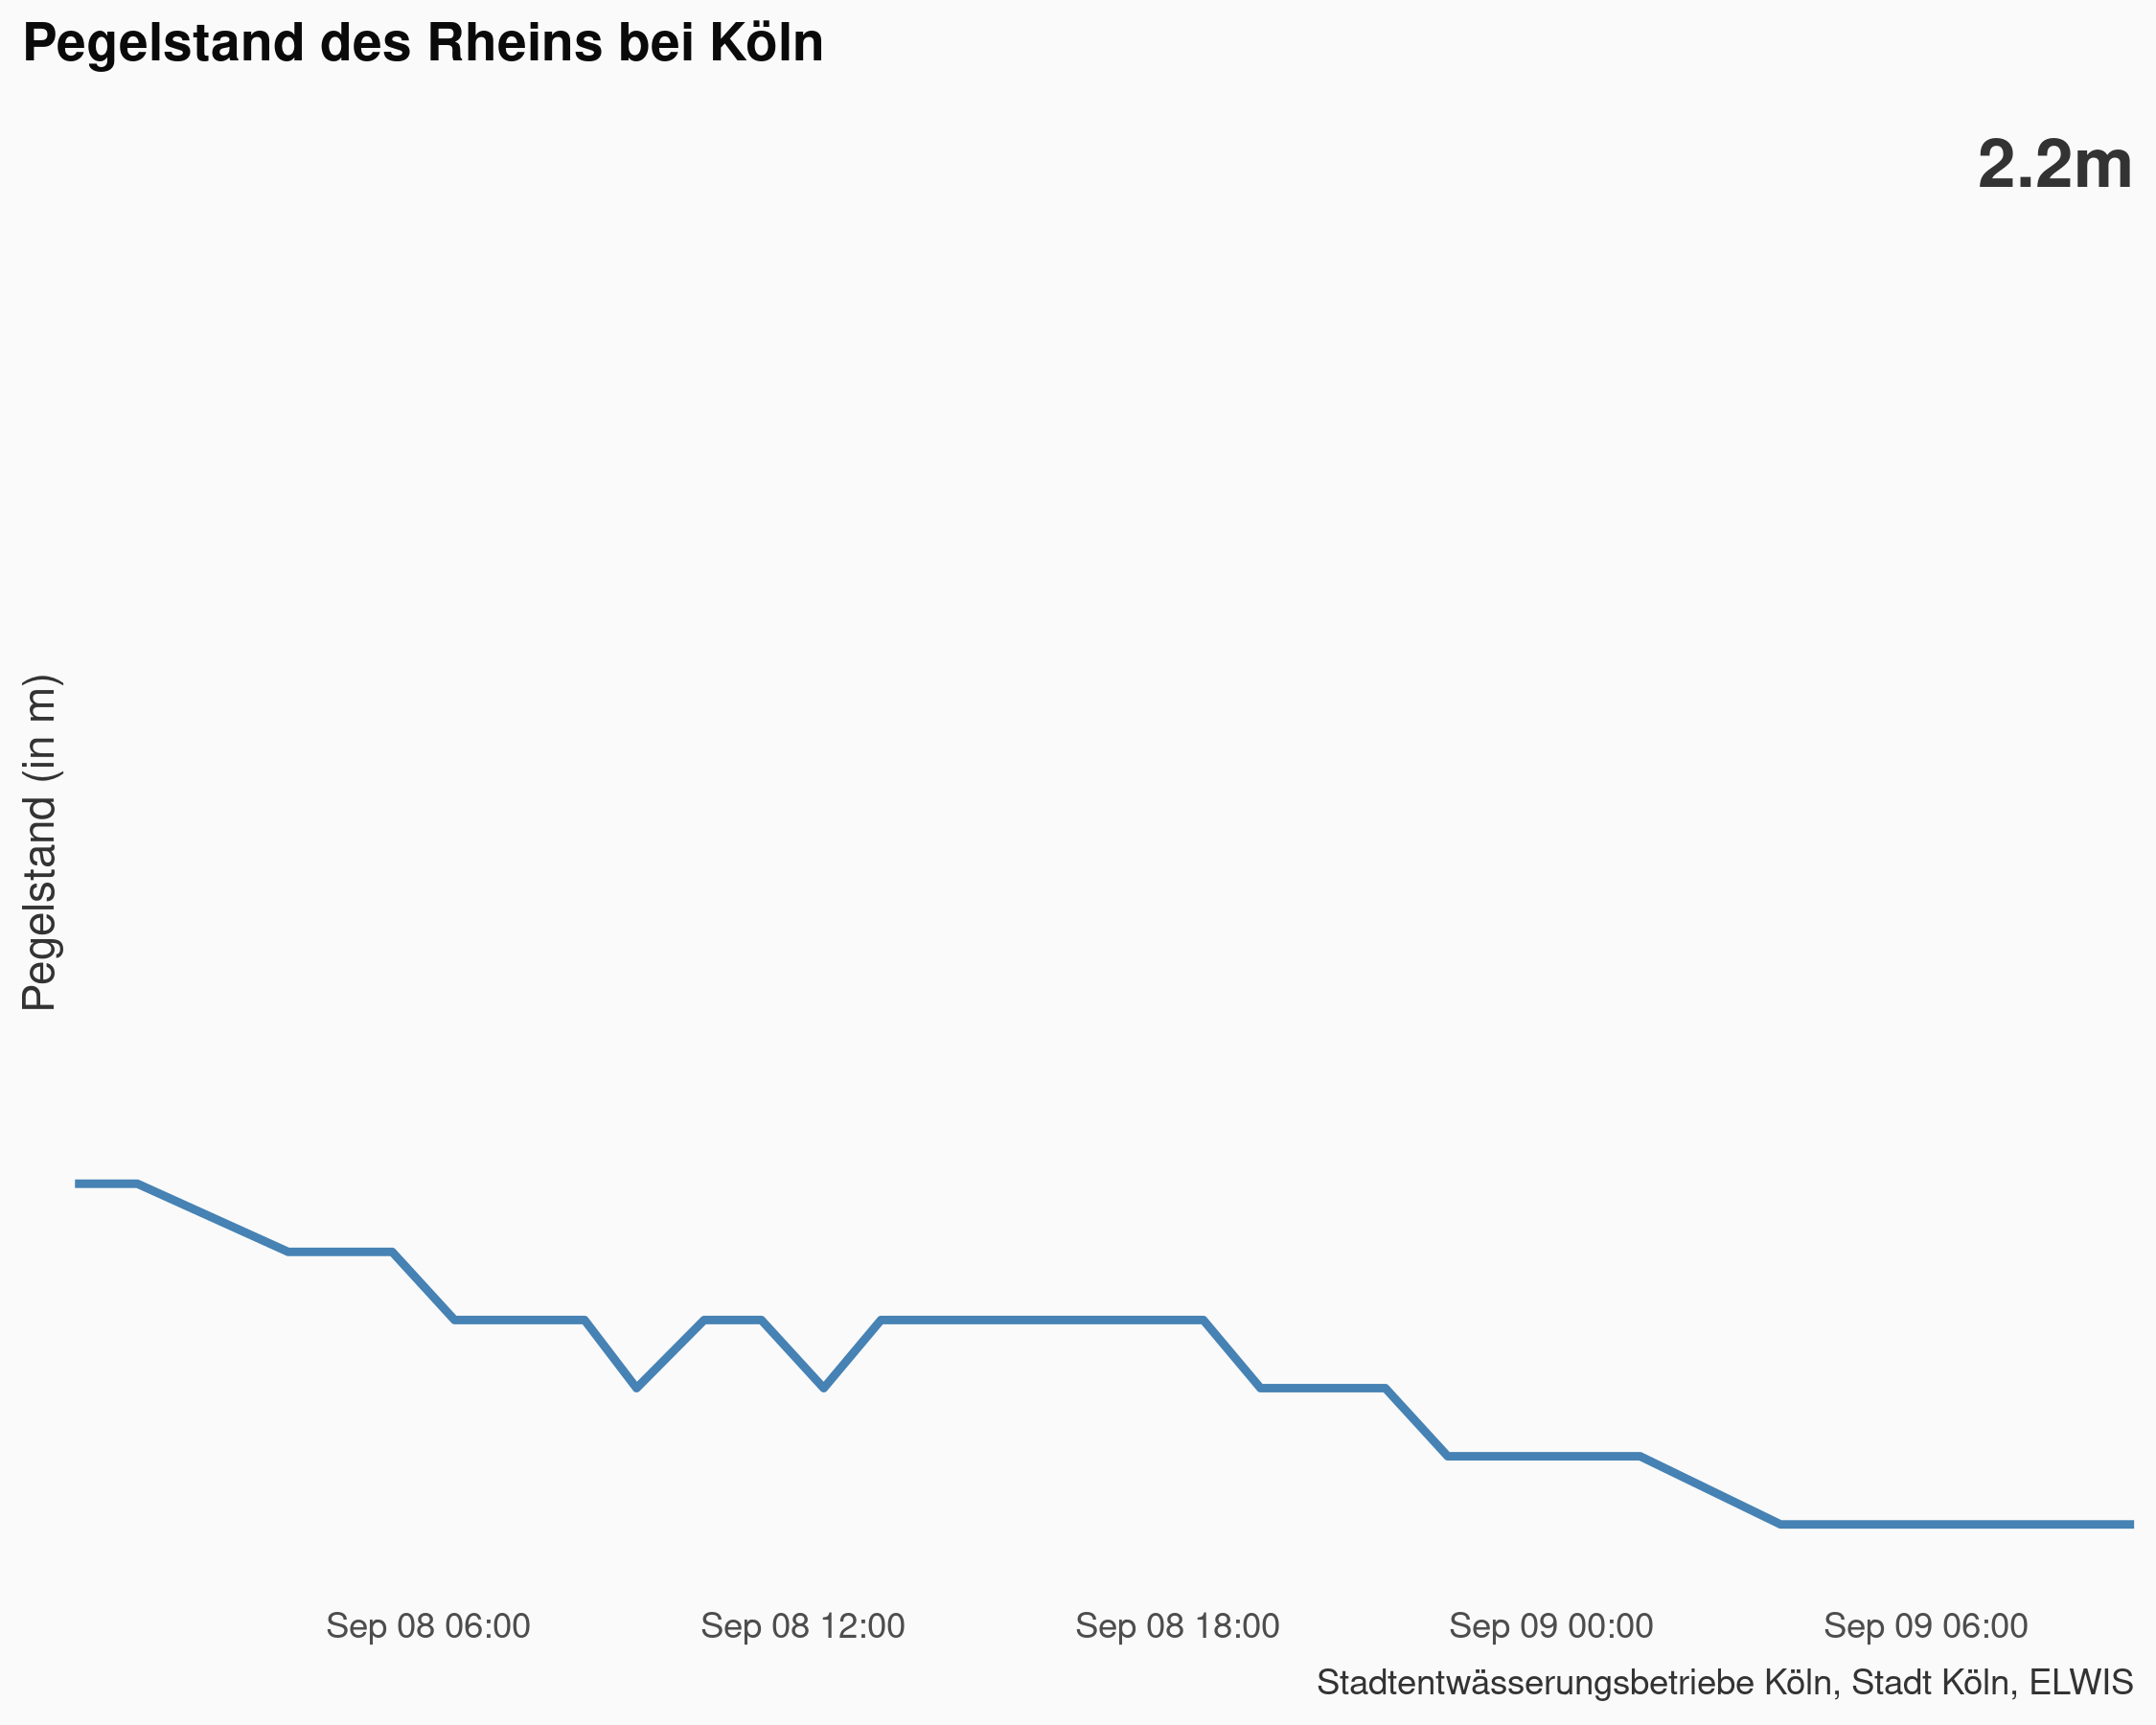 Pegelstand des Rheins bei Köln
2.2m
Pegelstand (in m)
Sep 08 06:00
Sep 08 12:00
Sep 08 18:00
Sep 09 00:00
Sep 09 06:00
Stadtentwässerungsbetriebe Köln, Stadt Köln, ELWIS